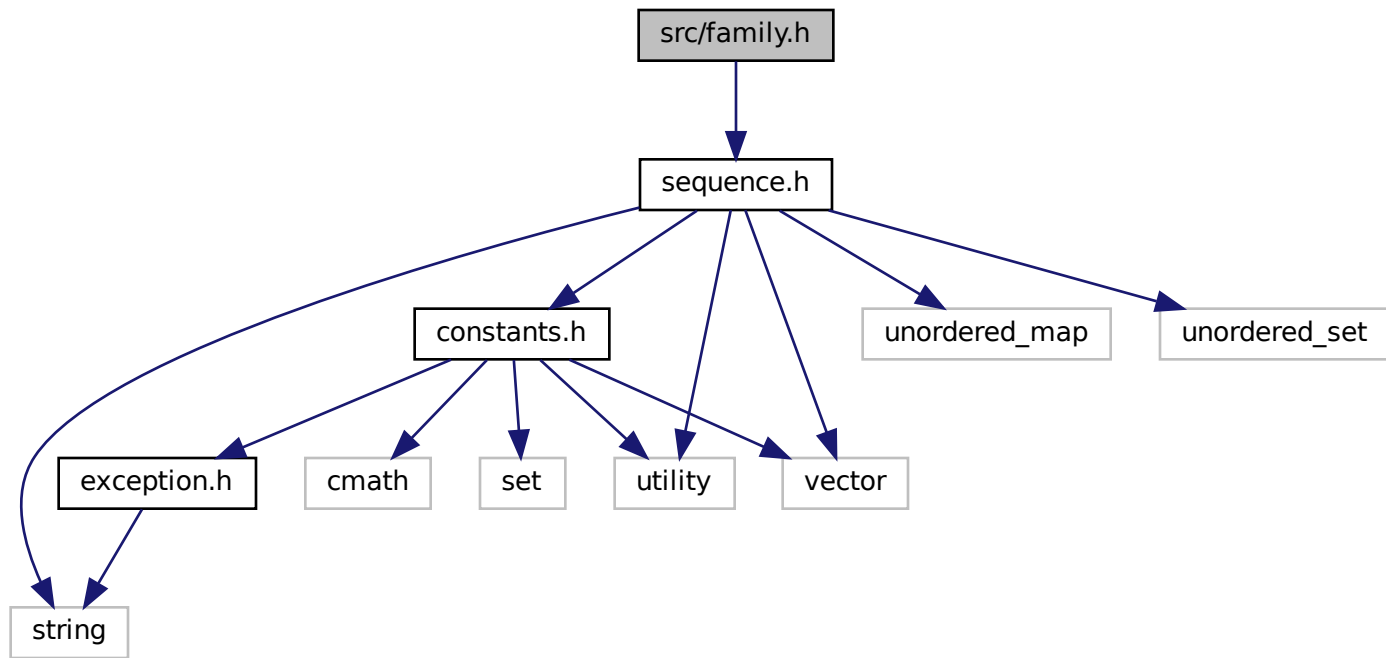 src/family.h
sequence.h
constants.h
unordered_map
unordered_set
exception.h
cmath
set
utility
vector
string